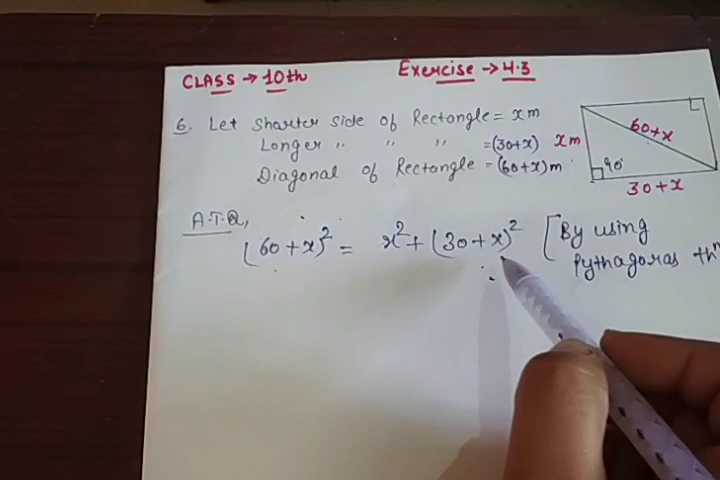 CLASS → 10th Exercise → 4.3
6. Let Shorter side of Rectangle = x m
Longer " " " = (30+x)
Diagonal of Rectangle = (60+x)m
x m
60+x
90°
30+x
A.T.Q,
(60+x)² = x² + (30+x)² [By using
Pythagoras thm